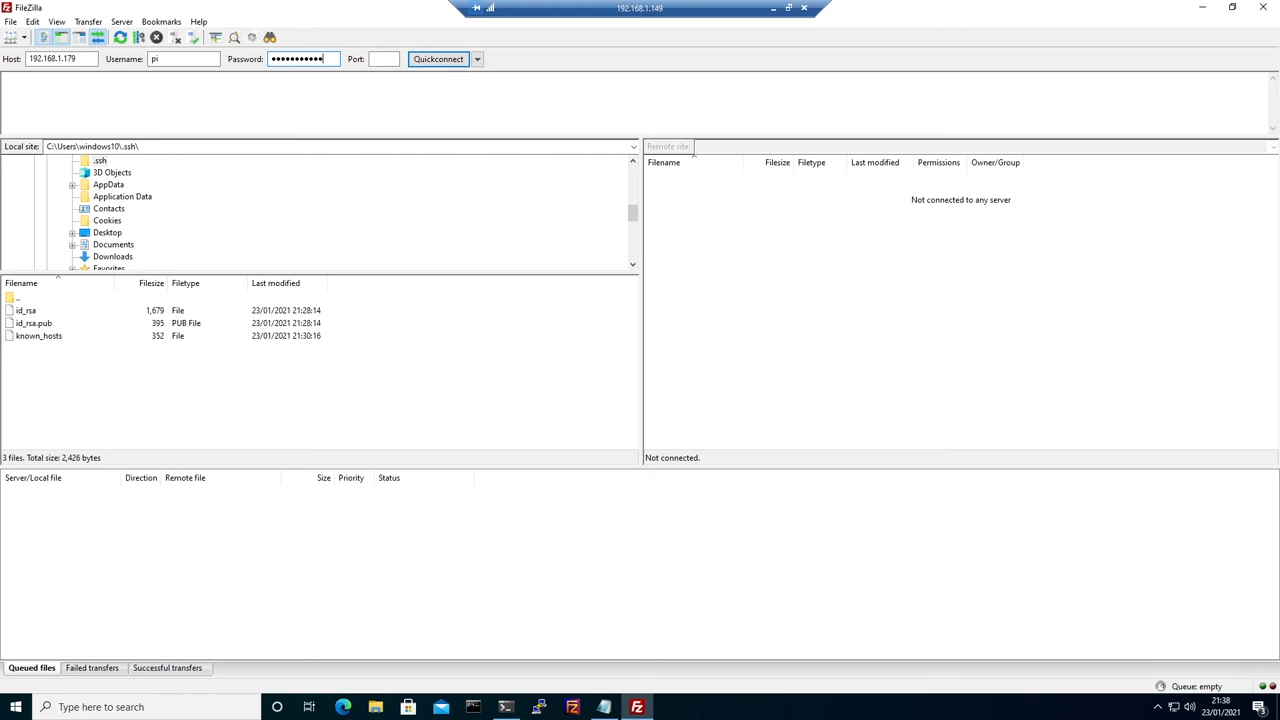 FileZilla
192.168.1.149
File Edit View Transfer Server Bookmarks Help
Host: 192.168.1.179 Username: pi Password: ●●●●●●●●●●● Port: Quickconnect
Local site: C:\Users\windows10\.ssh\
.ssh
3D Objects
AppData
Application Data
Contacts
Cookies
Desktop
Documents
Downloads
Favorites
Filename Filesize Filetype Last modified
..
id_rsa 1,679 File 23/01/2021 21:28:14
id_rsa.pub 395 PUB File 23/01/2021 21:28:14
known_hosts 352 File 23/01/2021 21:30:16
3 files. Total size: 2,426 bytes
Remote site:
Filename Filesize Filetype Last modified Permissions Owner/Group
Not connected to any server
Not connected.
Server/Local file Direction Remote file Size Priority Status
Queued files Failed transfers Successful transfers
Queue: empty
Type here to search
21:38
23/01/2021